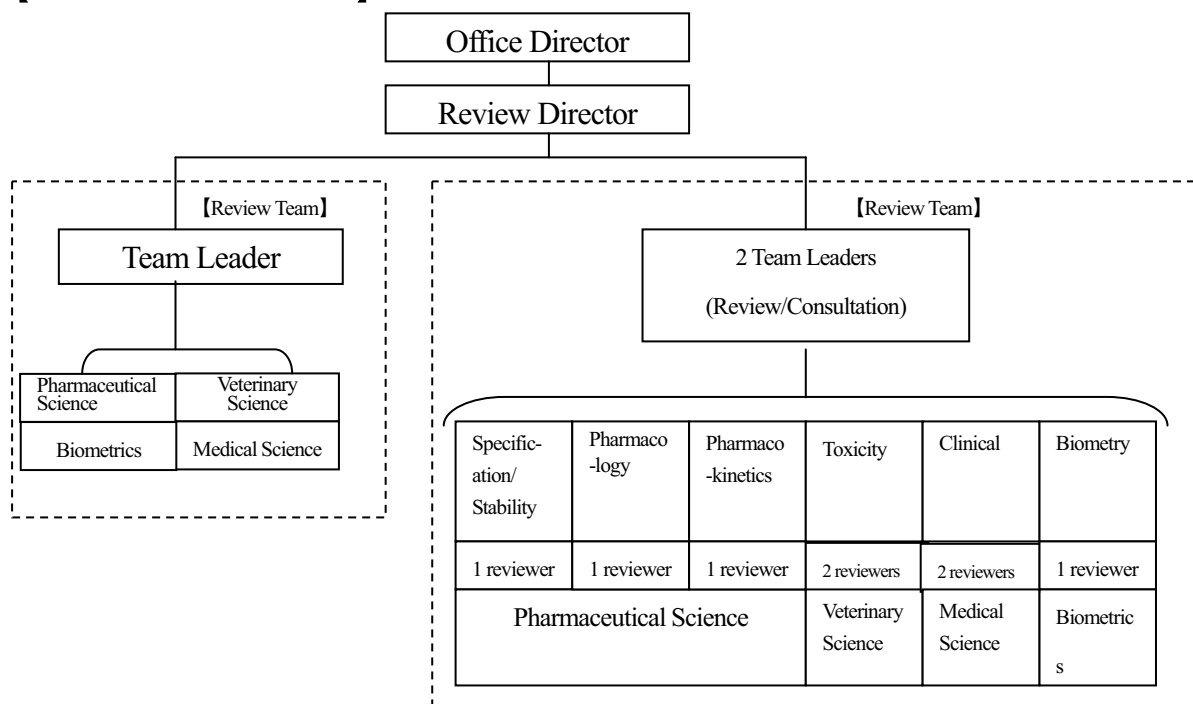 Office Director
Review Director
【Review Team】
Team Leader
Pharmaceutical
Science
Veterinary
Science
Biometrics
Medical Science
【Review Team】
2 Team Leaders
(Review/Consultation)
Specific-
ation/
Stability
Pharmaco
-logy
Pharmaco
-kinetics
Toxicity
Clinical
Biometry
1 reviewer
1 reviewer
1 reviewer
2 reviewers
2 reviewers
1 reviewer
Pharmaceutical Science
Veterinary
Science
Medical
Science
Biometric
s